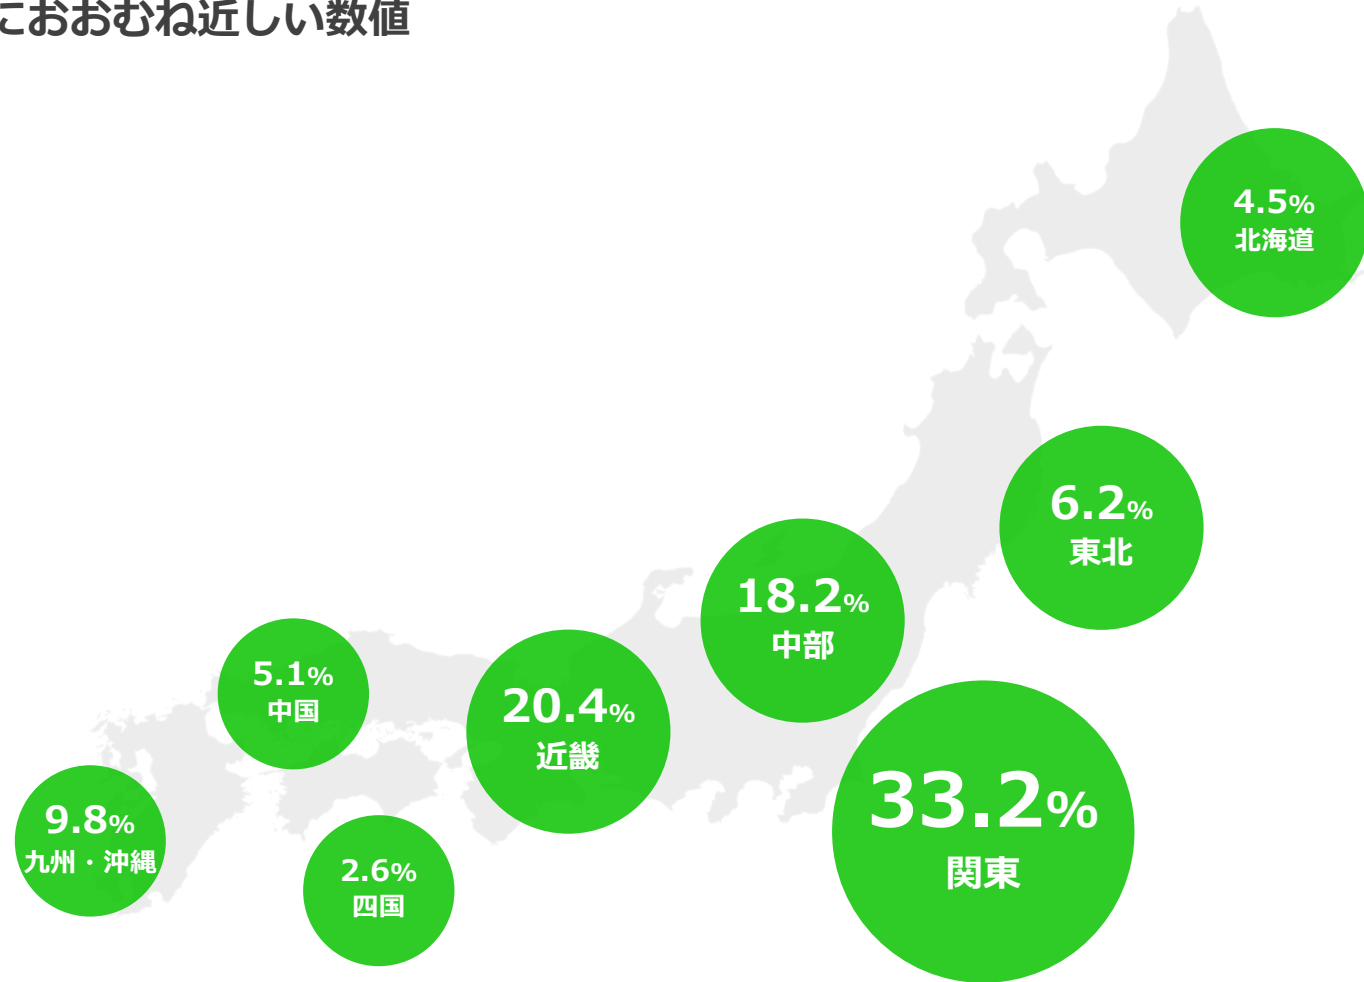 におおむね近しい数値
4.5%
北海道
6.2%
東北
18.2%
中部
5.1%
中国
20.4%
近畿
33.2%
関東
9.8%
九州・沖縄
2.6%
四国